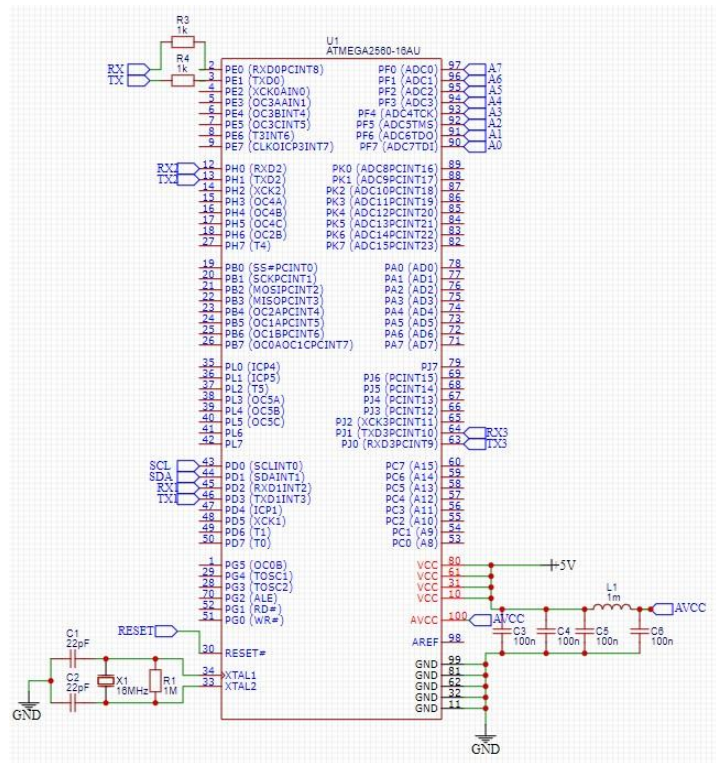 R3
1k
R4
1k
U1
ATMEGA2560-16AU
RX 2 PE0 (RXD0PCINT8) PF0 (ADC0) 97 A7
TX 3 PE1 (TXD0) PF1 (ADC1) 96 A6
4 PE2 (XCK0AIN0) PF2 (ADC2) 95 A5
5 PE3 (OC3AAIN1) PF3 (ADC3) 94 A4
6 PE4 (OC3BINT4) PF4 (ADC4TCK) 93 A3
7 PE5 (OC3CINT5) PF5 (ADC5TMS) 92 A2
8 PE6 (T3INT6) PF6 (ADC6TDO) 91 A1
9 PE7 (CLKOICP3INT7) PF7 (ADC7TDI) 90 A0
RX2 12 PH0 (RXD2) PK0 (ADC8PCINT16) 89
TX2 13 PH1 (TXD2) PK1 (ADC9PCINT17) 88
14 PH2 (XCK2) PK2 (ADC10PCINT18) 87
15 PH3 (OC4A) PK3 (ADC11PCINT19) 86
16 PH4 (OC4B) PK4 (ADC12PCINT20) 85
17 PH5 (OC4C) PK5 (ADC13PCINT21) 84
18 PH6 (OC2B) PK6 (ADC14PCINT22) 83
27 PH7 (T4) PK7 (ADC15PCINT23) 82
19 PB0 (SS#PCINT0) PA0 (AD0) 78
20 PB1 (SCKPCINT1) PA1 (AD1) 77
21 PB2 (MOSIPCINT2) PA2 (AD2) 76
22 PB3 (MISOPCINT3) PA3 (AD3) 75
23 PB4 (OC2APCINT4) PA4 (AD4) 74
24 PB5 (OC1APCINT5) PA5 (AD5) 73
25 PB6 (OC1BPCINT6) PA6 (AD6) 72
26 PB7 (OC0AOC1CPCINT7) PA7 (AD7) 71
35 PL0 (ICP4) PJ7 79
36 PL1 (ICP5) PJ6 (PCINT15) 69
37 PL2 (T5) PJ5 (PCINT14) 68
38 PL3 (OC5A) PJ4 (PCINT13) 67
39 PL4 (OC5B) PJ3 (PCINT12) 66
40 PL5 (OC5C) PJ2 (XCK3PCINT11) 65
41 PL6 PJ1 (TXD3PCINT10) 64 RX3
42 PL7 PJ0 (RXD3PCINT9) 63 TX3
SCL 43 PD0 (SCLINT0) PC7 (A15) 60
SDA 44 PD1 (SDAINT1) PC6 (A14) 59
RX1 45 PD2 (RXD1INT2) PC5 (A13) 58
TX1 46 PD3 (TXD1INT3) PC4 (A12) 57
47 PD4 (ICP1) PC3 (A11) 56
48 PD5 (XCK1) PC2 (A10) 55
49 PD6 (T1) PC1 (A9) 54
50 PD7 (T0) PC0 (A8) 53
1 PG5 (OC0B) VCC 80 +5V
29 PG4 (TOSC1) VCC 61
28 PG3 (TOSC2) VCC 31
70 PG2 (ALE) VCC 10
52 PG1 (RD#)
51 PG0 (WR#) AVCC 100 AVCC
L1
1m
AVCC
RESET
AREF 98
C3
100n
C4
100n
C5
100n
C6
100n
30 RESET#
GND 99
GND 81
GND 62
GND 32
GND 11
34 XTAL1
33 XTAL2
C1
22pF
C2
22pF
X1
16MHz
R1
1M
GND
GND